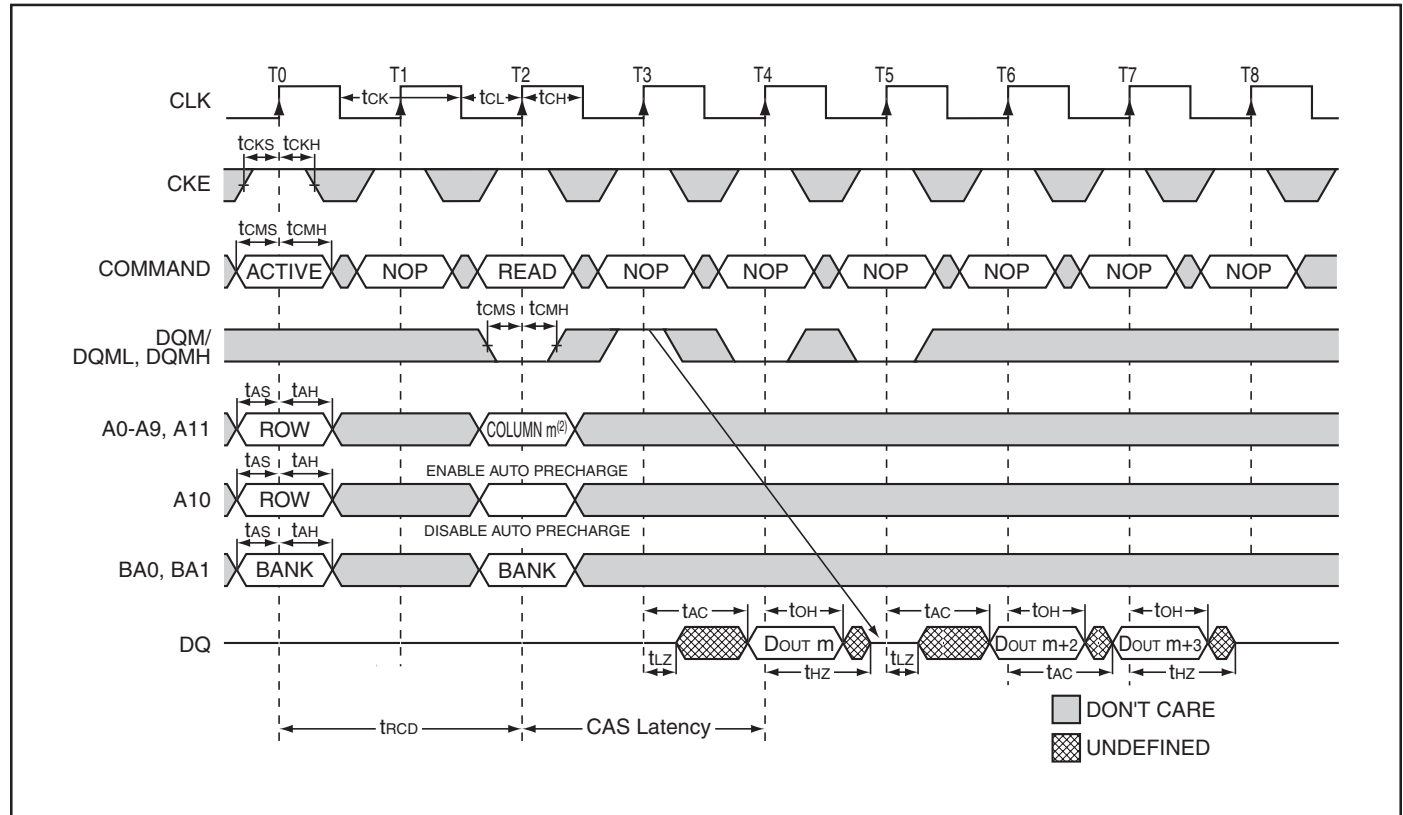 T0 T1 T2 T3 T4 T5 T6 T7 T8
CLK
tCK tCL tCH
tCKS tCKH
CKE
tCMS tCMH
COMMAND ACTIVE NOP READ NOP NOP NOP NOP NOP NOP
tCMS tCMH
DQM/
DQML, DQMH
tAS tAH
A0-A9, A11 ROW COLUMN m(2)
tAS tAH ENABLE AUTO PRECHARGE
A10 ROW
tAS tAH DISABLE AUTO PRECHARGE
BA0, BA1 BANK BANK
tAC tOH tAC tOH tOH
DQ DOUT m DOUT m+2 DOUT m+3
tLZ tHZ tLZ tAC tHZ
DON'T CARE
tRCD CAS Latency
UNDEFINED